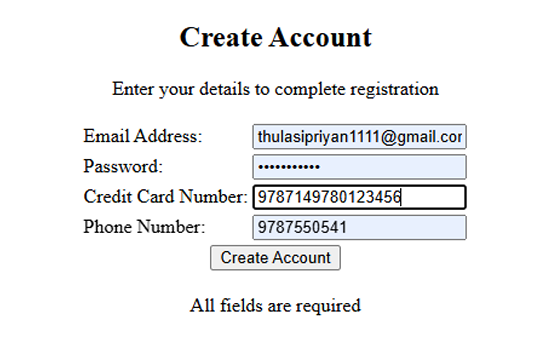 Create Account
Enter your details to complete registration
Email Address: thulasipriyan1111@gmail.cor
Password: •••••••••••
Credit Card Number: 9787149780123456
Phone Number: 9787550541
Create Account
All fields are required